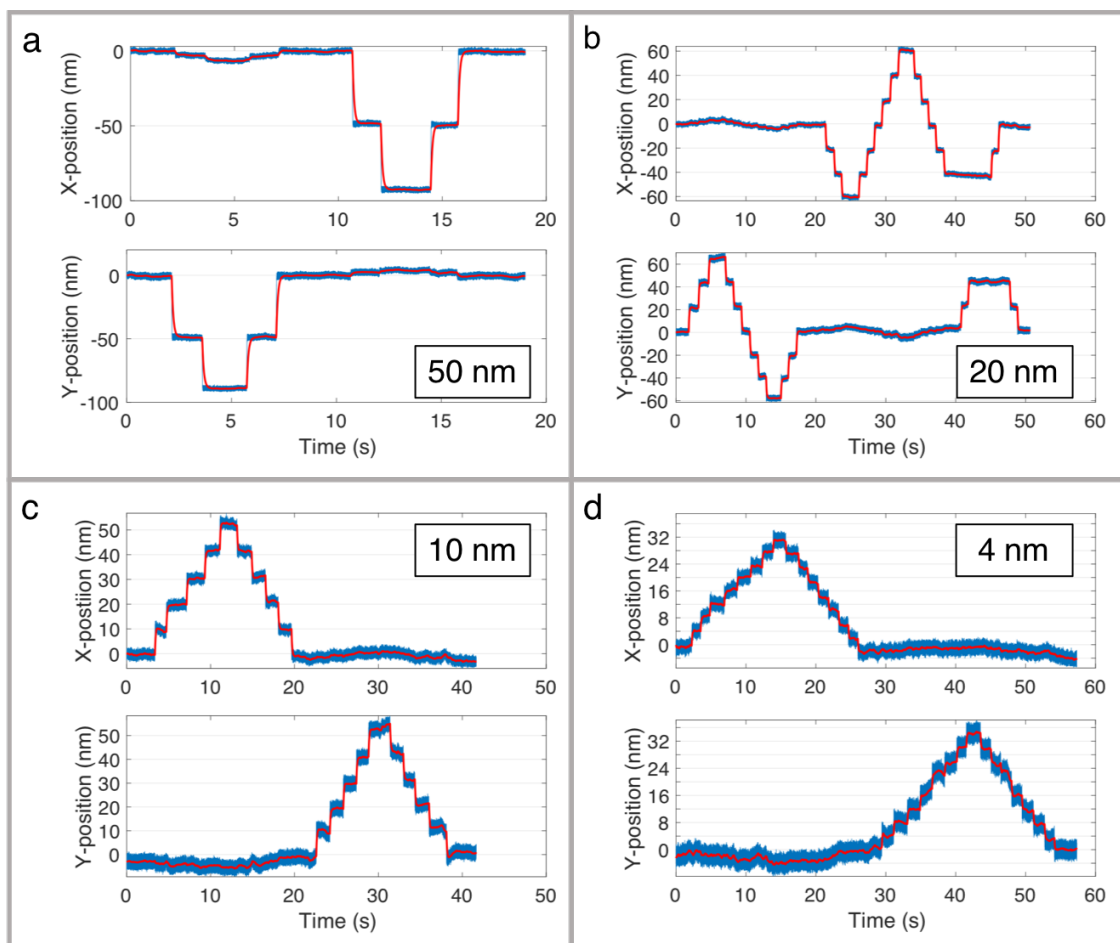 a
X-postiion (nm)
0
-50
-100
0 5 10 15 20
Y-position (nm)
0
-50
-100
0 5 10 15 20
Time (s)
50 nm
b
X-postiion (nm)
60
40
20
0
-20
-40
-60
0 10 20 30 40 50 60
Y-position (nm)
60
40
20
0
-20
-40
-60
0 10 20 30 40 50 60
Time (s)
20 nm
c
X-postiion (nm)
50
40
30
20
10
0
0 10 20 30 40 50
10 nm
Y-position (nm)
50
40
30
20
10
0
0 10 20 30 40 50
Time (s)
d
X-postiion (nm)
32
24
16
8
0
0 10 20 30 40 50 60
4 nm
Y-position (nm)
32
24
16
8
0
0 10 20 30 40 50 60
Time (s)